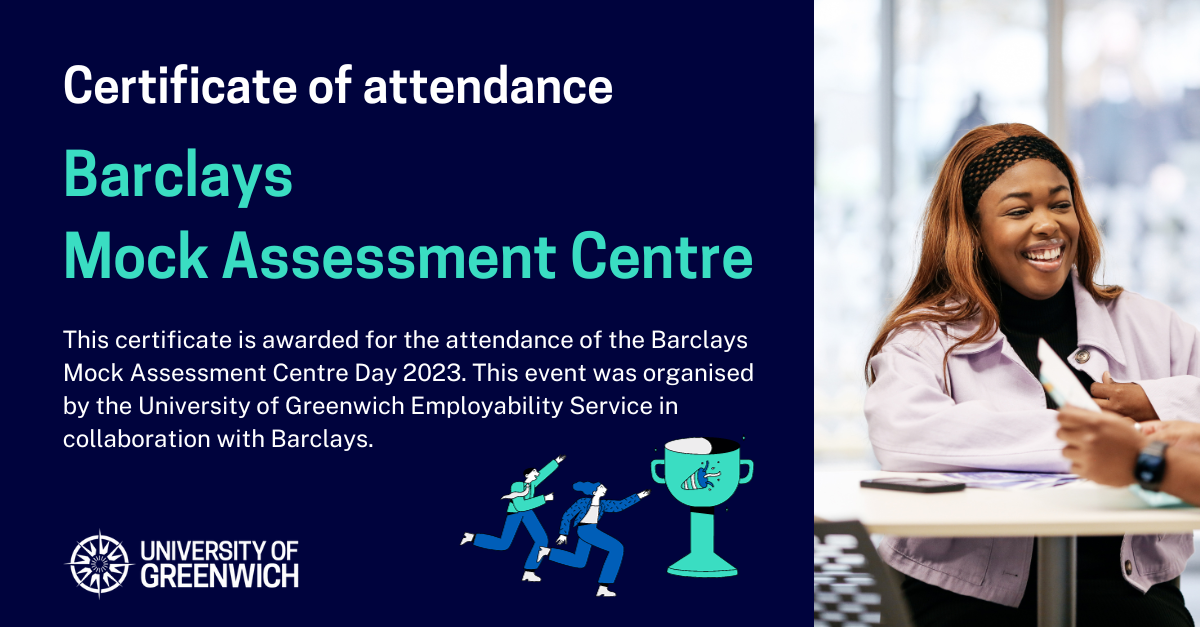 Certificate of attendance
Barclays
Mock Assessment Centre
This certificate is awarded for the attendance of the Barclays
Mock Assessment Centre Day 2023. This event was organised
by the University of Greenwich Employability Service in
collaboration with Barclays.
UNIVERSITY OF
GREENWICH